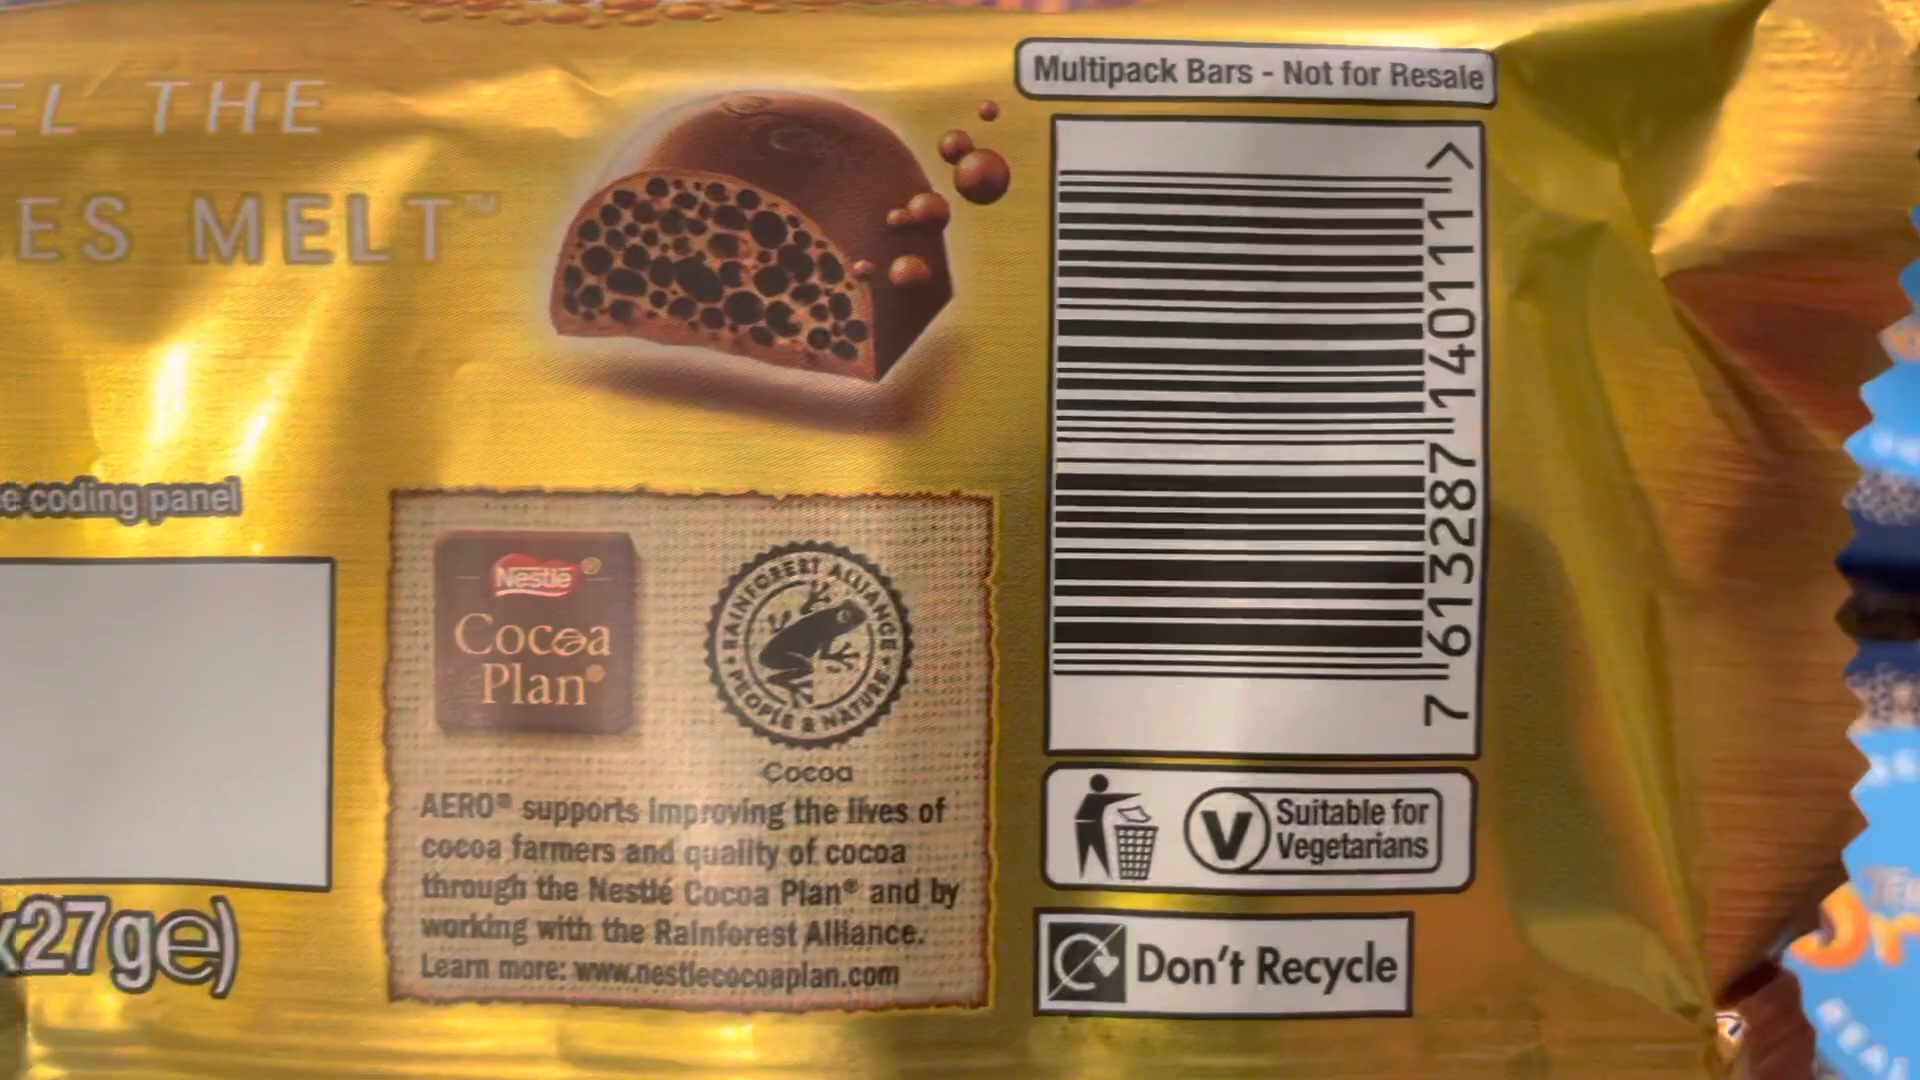 EL THE
ES MELT™
e coding panel
x27g℮)
Nestlé
Cocoa
Plan®
RAINFOREST ALLIANCE
PEOPLE & NATURE
Cocoa
AERO® supports improving the lives of
cocoa farmers and quality of cocoa
through the Nestlé Cocoa Plan® and by
working with the Rainforest Alliance.
Learn more: www.nestlecocoaplan.com
Multipack Bars - Not for Resale
7 613287 140111 >
V Suitable for
Vegetarians
Don't Recycle